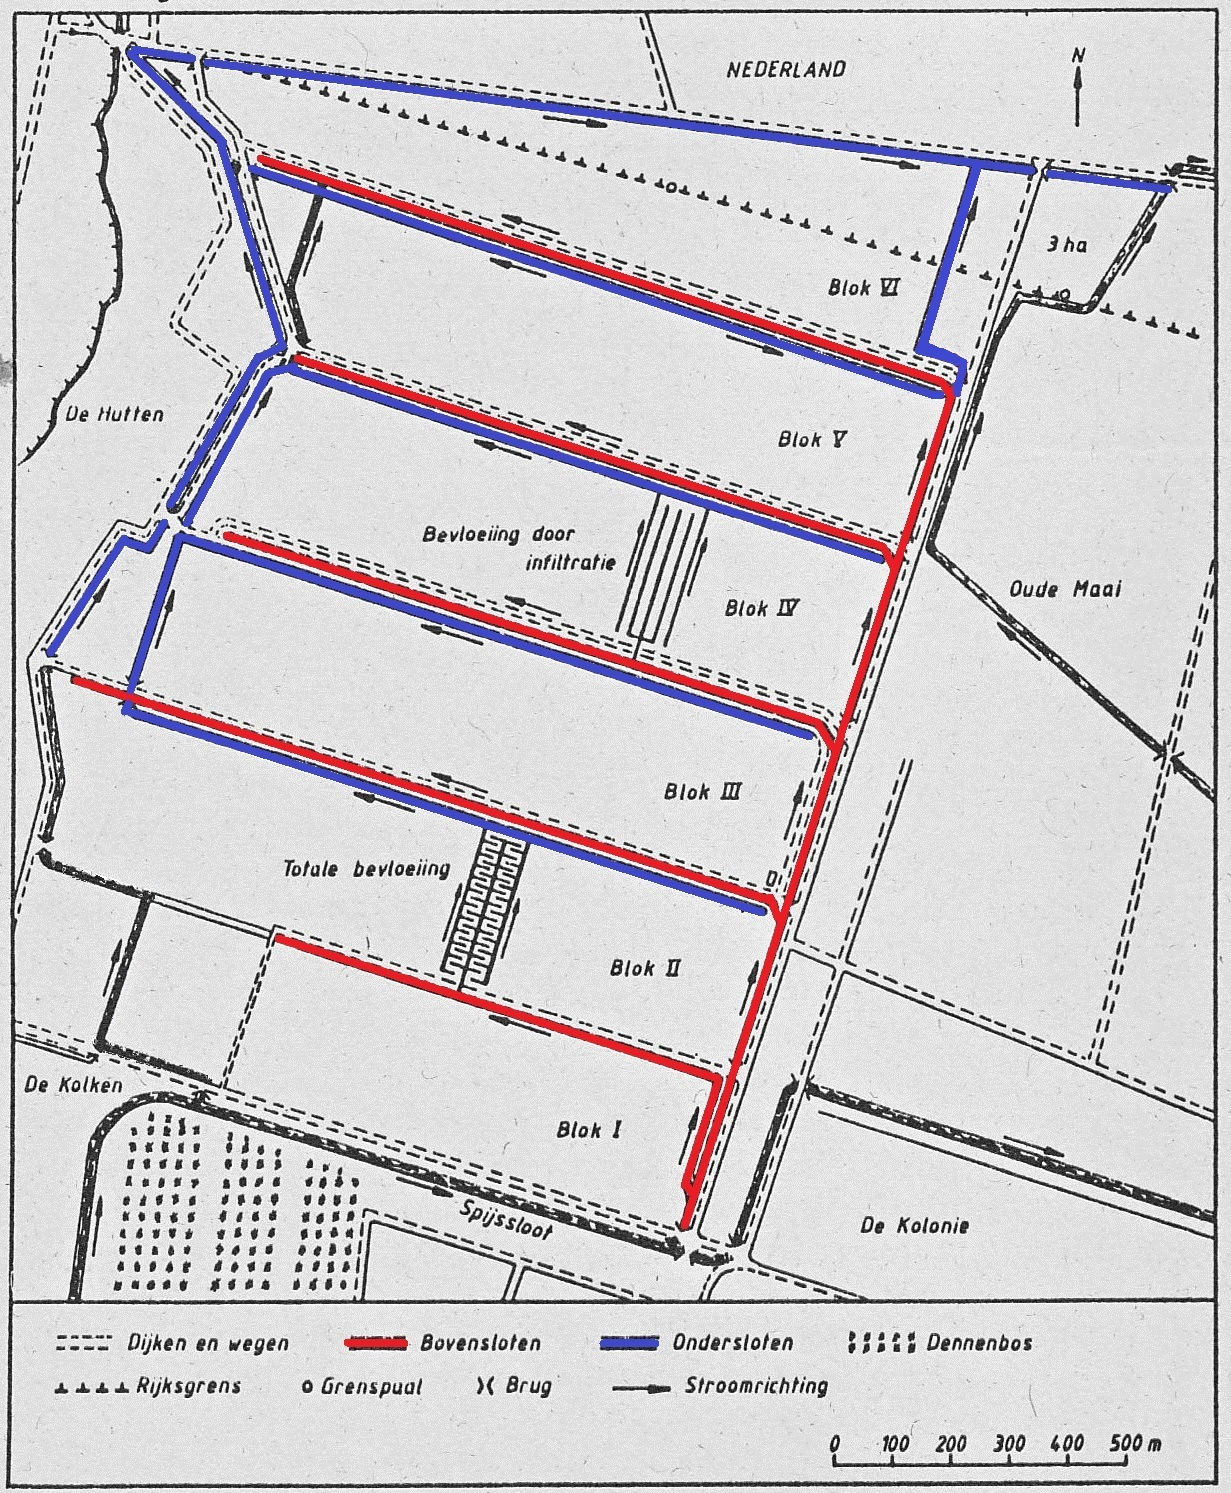 NEDERLAND
N
3 ha
Blok VI
De Hutten
Blok V
Bevloeiing door
infiltratie
Blok IV
Oude Maai
Blok III
Totale bevloeiing
Blok II
De Kolken
Blok I
Spijssloot
De Kolonie
Dijken en wegen
Bovensloten
Ondersloten
Dennenbos
Rijksgrens
Grenspaal
Brug
Stroomrichting
0 100 200 300 400 500 m